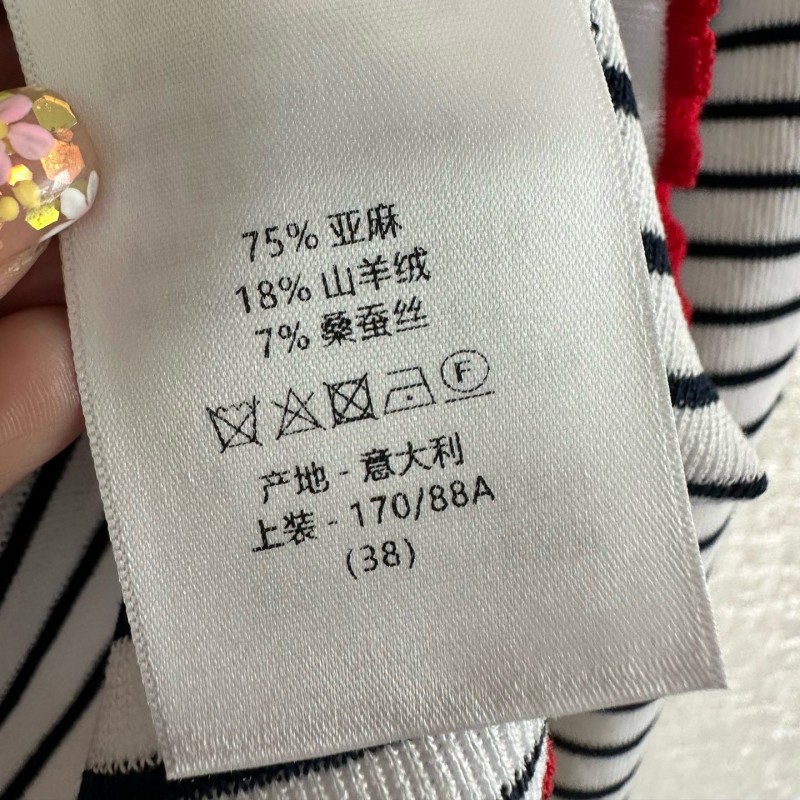 75% 亚麻
18% 山羊绒
7% 桑蚕丝
F
产地 - 意大利
上装 - 170/88A
(38)